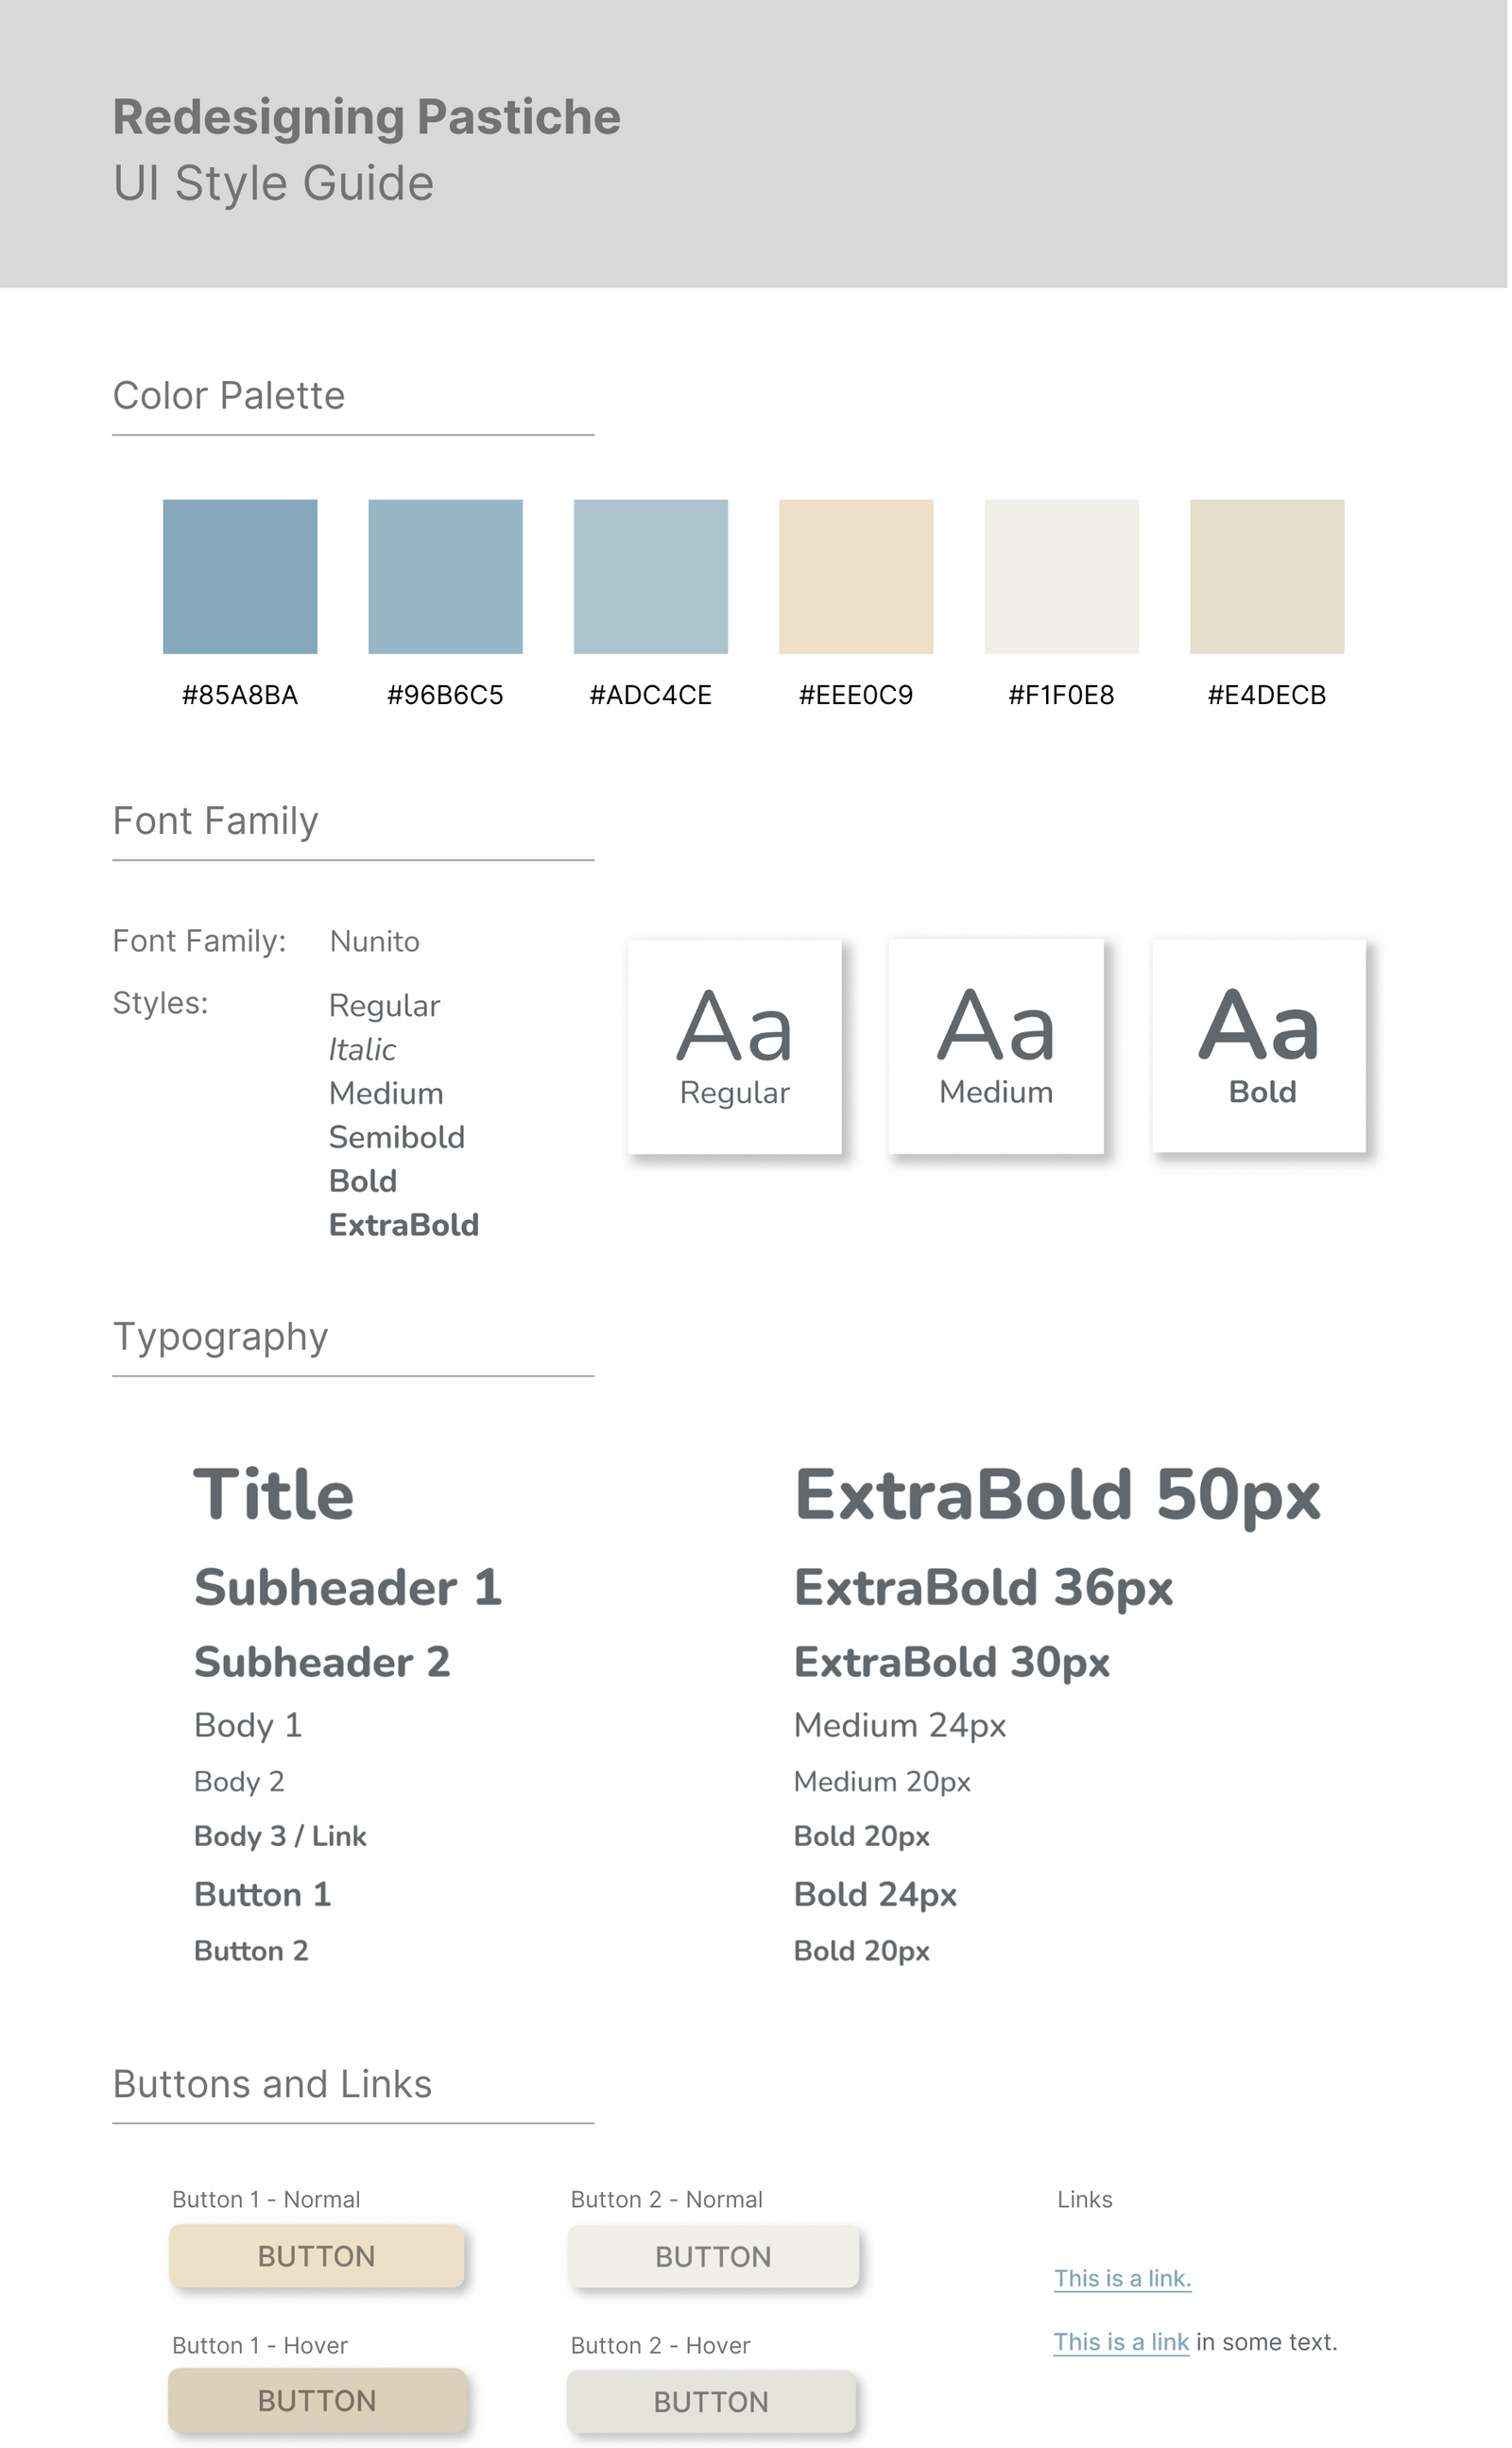 Redesigning Pastiche
UI Style Guide
Color Palette
#85A8BA
#96B6C5
#ADC4CE
#EEE0C9
#F1F0E8
#E4DECB
Font Family
Font Family: Nunito
Styles:
Regular
Italic
Medium
Semibold
Bold
ExtraBold
Aa
Regular
Aa
Medium
Aa
Bold
Typography
Title
ExtraBold 50px
Subheader 1
ExtraBold 36px
Subheader 2
ExtraBold 30px
Body 1
Medium 24px
Body 2
Medium 20px
Body 3 / Link
Bold 20px
Button 1
Bold 24px
Button 2
Bold 20px
Buttons and Links
Button 1 - Normal
BUTTON
Button 2 - Normal
BUTTON
Links
This is a link.
This is a link in some text.
Button 1 - Hover
BUTTON
Button 2 - Hover
BUTTON